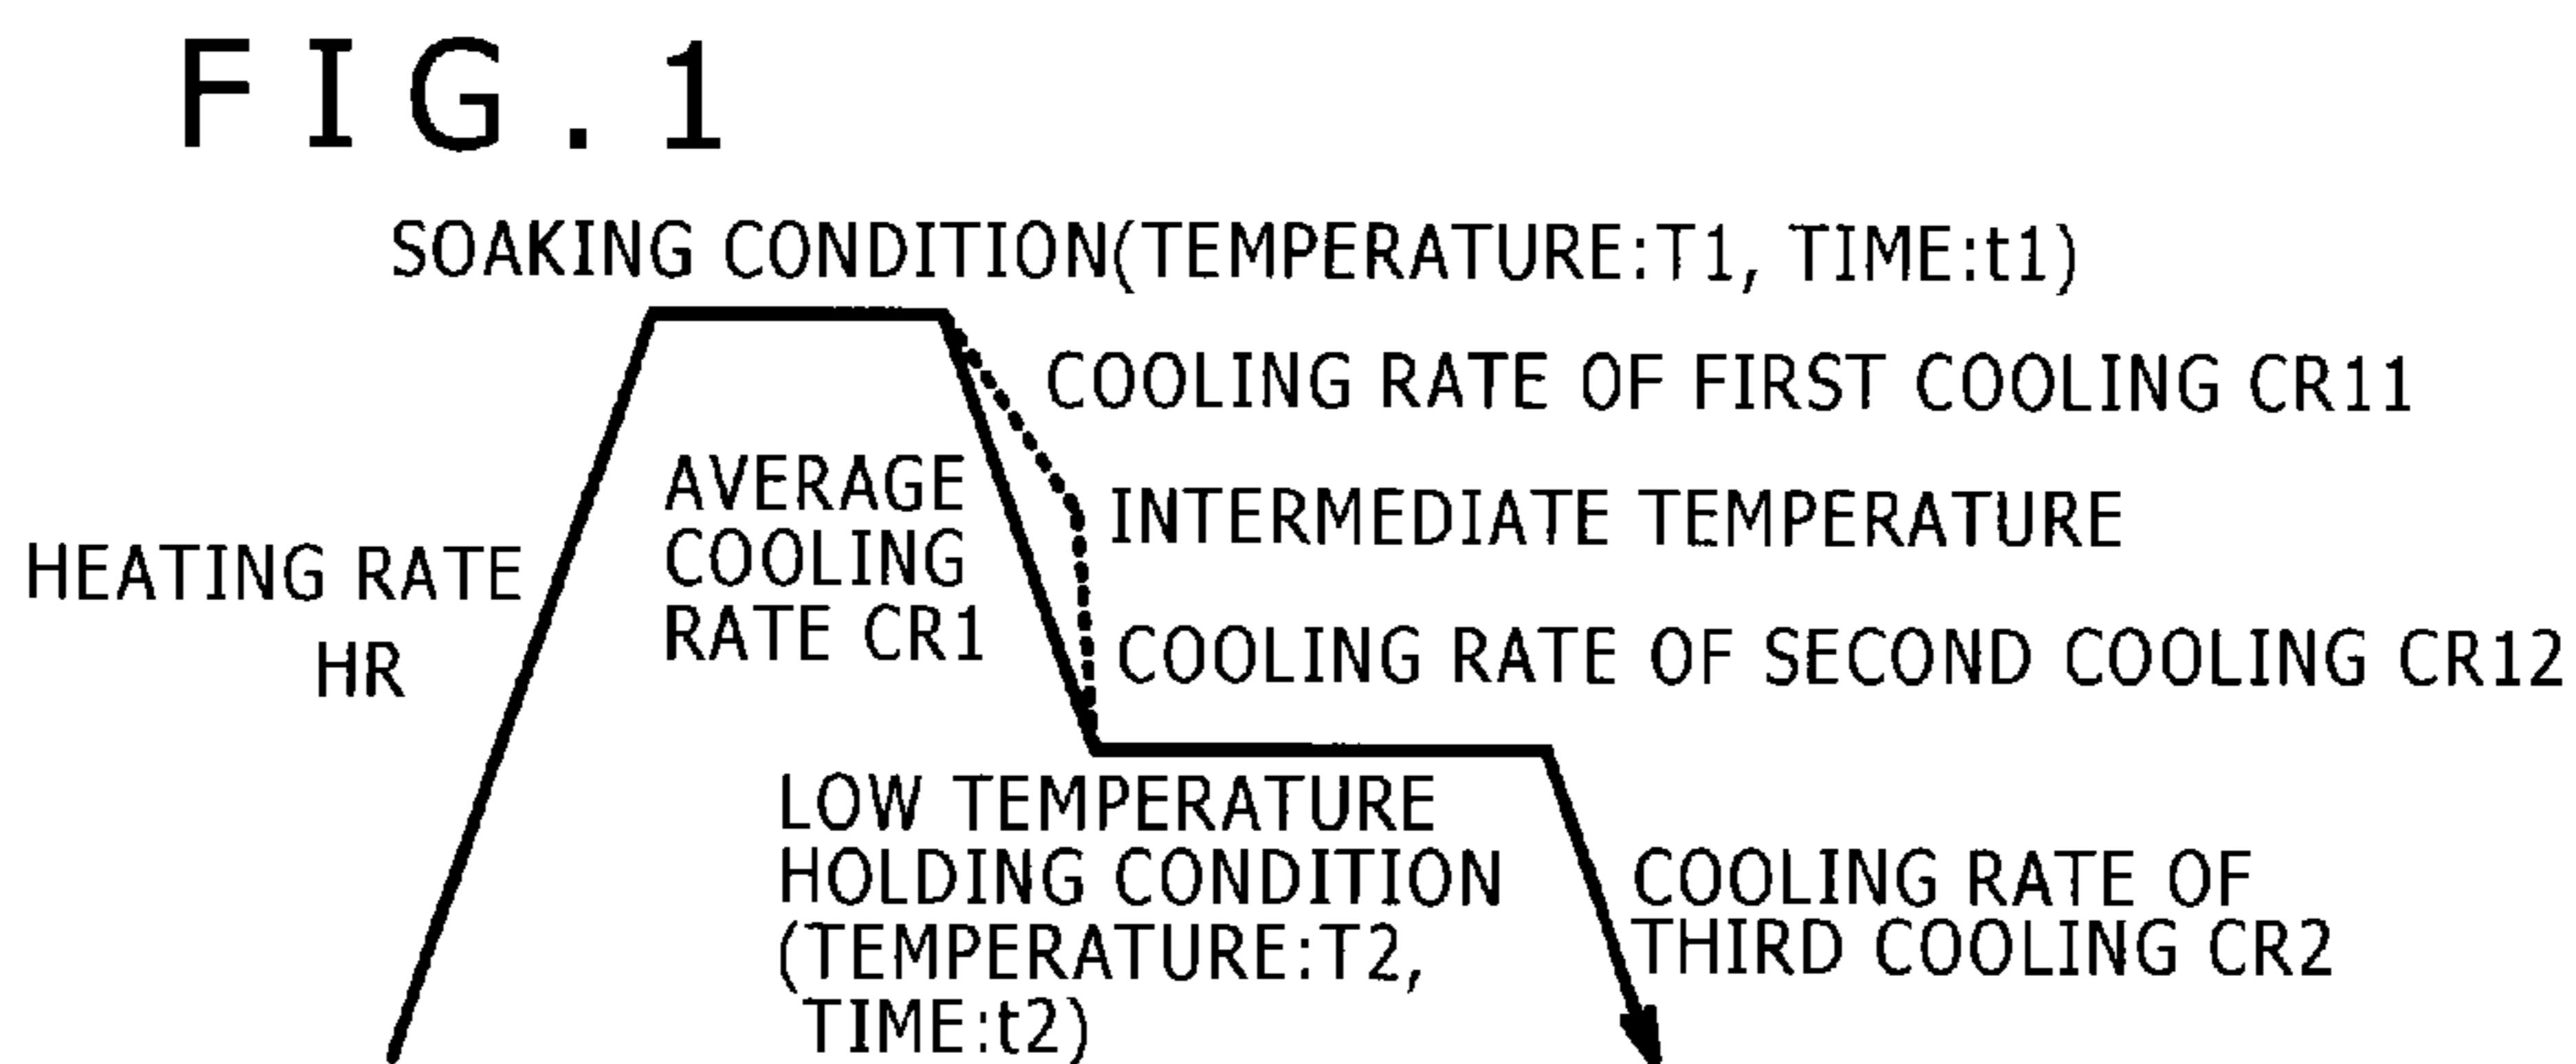 FIG.1
SOAKING CONDITION(TEMPERATURE:T1, TIME:t1)
COOLING RATE OF FIRST COOLING CR11
AVERAGE
COOLING
RATE CR1
INTERMEDIATE TEMPERATURE
HEATING RATE
HR
COOLING RATE OF SECOND COOLING CR12
LOW TEMPERATURE
HOLDING CONDITION
(TEMPERATURE:T2,
TIME:t2)
COOLING RATE OF
THIRD COOLING CR2